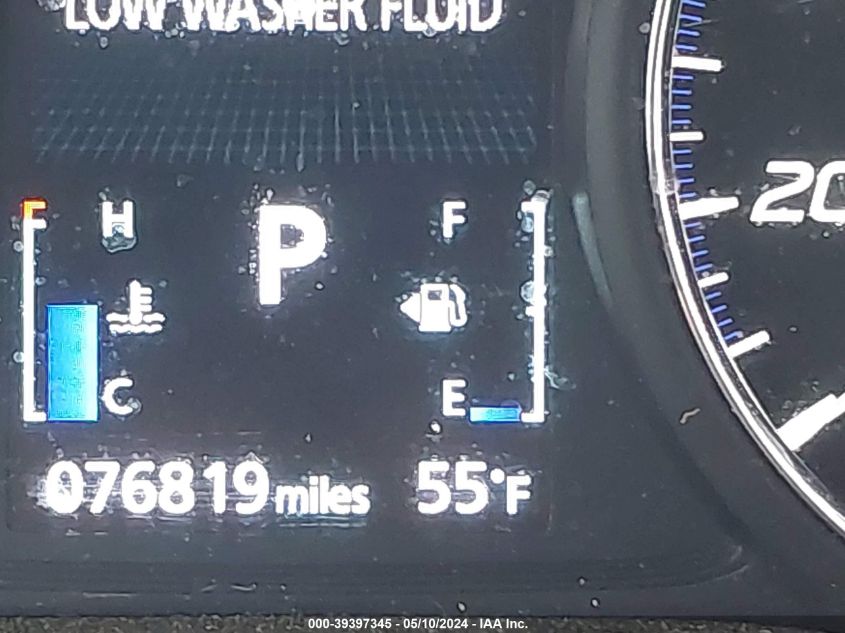 LOW WASHER FLUID
H
P
F
20
C
E
076819 miles
55°F
000-39397345 - 05/10/2024 - IAA Inc.